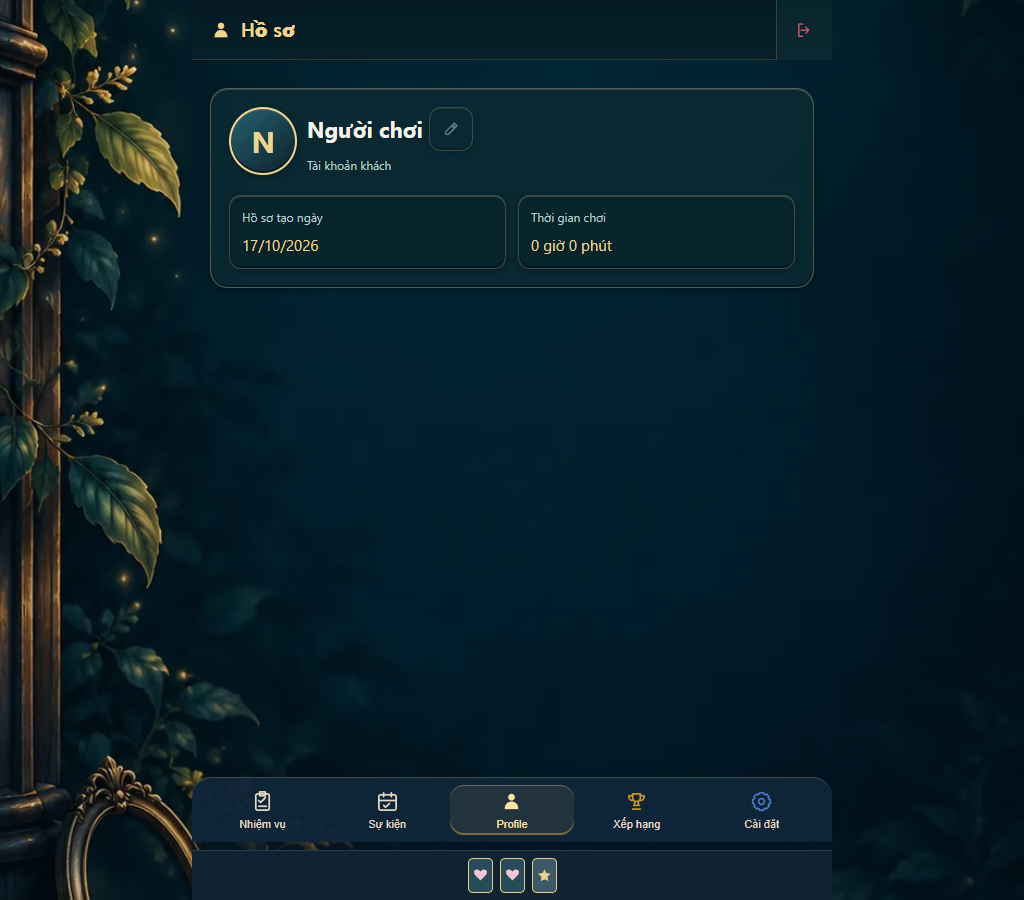 Hồ sơ
N
Người chơi
Tài khoản khách
Hồ sơ tạo ngày
17/10/2026
Thời gian chơi
0 giờ 0 phút
Nhiệm vụ
Sự kiện
Profile
Xếp hạng
Cài đặt